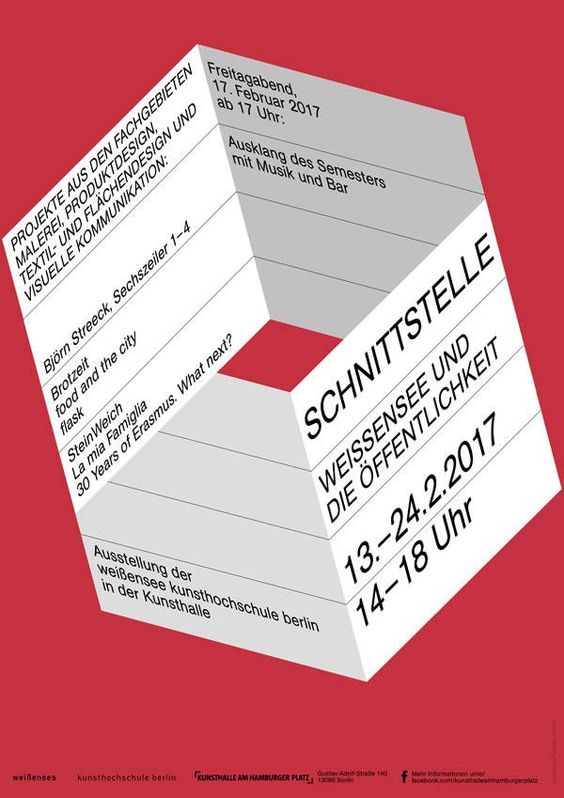 PROJEKTE AUS DEN FACHGEBIETEN
MALEREI, PRODUKTDESIGN,
TEXTIL- UND FLÄCHENDESIGN UND
VISUELLE KOMMUNIKATION:
Björn Streeck, Sechszeiler 1–4
Brotzeit
food and the city
flask
SteinWeich
La mia Famiglia
30 Years of Erasmus. What next?
Freitagabend,
17. Februar 2017
ab 17 Uhr:
Ausklang des Semesters
mit Musik und Bar
SCHNITTSTELLE
WEISSENSEE UND
DIE ÖFFENTLICHKEIT
13.–24.2.2017
14–18 Uhr
Ausstellung der
weißensee kunsthochschule berlin
in der Kunsthalle
weißensee
kunsthochschule berlin
KUNSTHALLE AM HAMBURGER PLATZ
Gustav-Adolf-Straße 140
13086 Berlin
Mehr Informationen unter
facebook.com/kunsthalleamhamburgerplatz